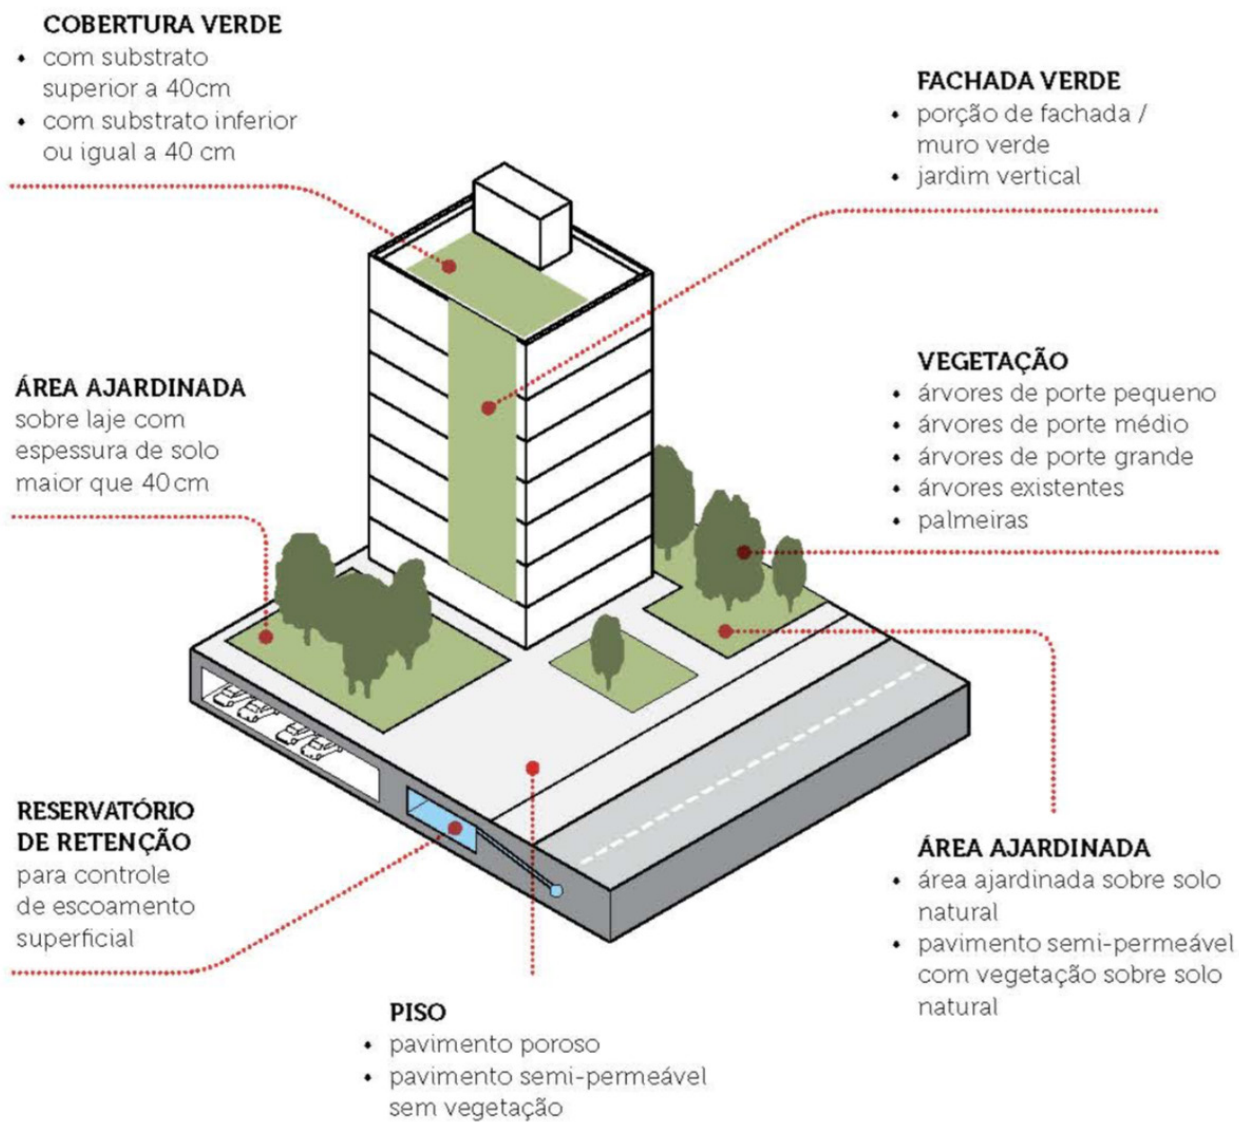 COBERTURA VERDE
• com substrato
superior a 40cm
• com substrato inferior
ou igual a 40 cm
FACHADA VERDE
• porção de fachada /
muro verde
• jardim vertical
ÁREA AJARDINADA
sobre laje com
espessura de solo
maior que 40cm
VEGETAÇÃO
• árvores de porte pequeno
• árvores de porte médio
• árvores de porte grande
• árvores existentes
• palmeiras
RESERVATÓRIO
DE RETENÇÃO
para controle
de escoamento
superficial
ÁREA AJARDINADA
• área ajardinada sobre solo
natural
• pavimento semi-permeável
com vegetação sobre solo
natural
PISO
• pavimento poroso
• pavimento semi-permeável
sem vegetação